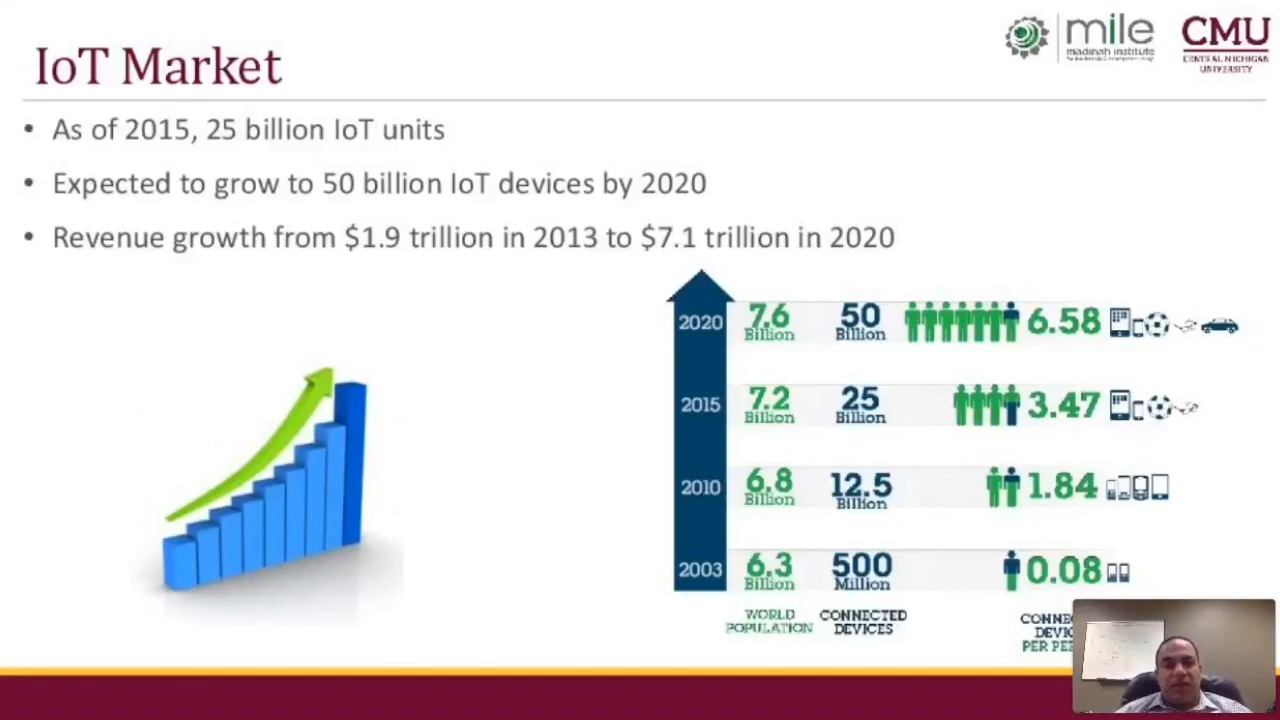 IoT Market
mile
madinah institute
CMU
CENTRAL MICHIGAN
UNIVERSITY
• As of 2015, 25 billion IoT units
• Expected to grow to 50 billion IoT devices by 2020
• Revenue growth from $1.9 trillion in 2013 to $7.1 trillion in 2020
2020 7.6 Billion 50 Billion 6.58
2015 7.2 Billion 25 Billion 3.47
2010 6.8 Billion 12.5 Billion 1.84
2003 6.3 Billion 500 Million 0.08
WORLD
POPULATION
CONNECTED
DEVICES